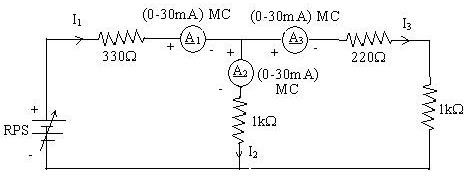 I1 (0-30mA) MC (0-30mA) MC I3
+ A1 - + A3 -
330Ω + 220Ω
A2 (0-30mA)
- MC
+ 1kΩ 1kΩ
RPS
- I2